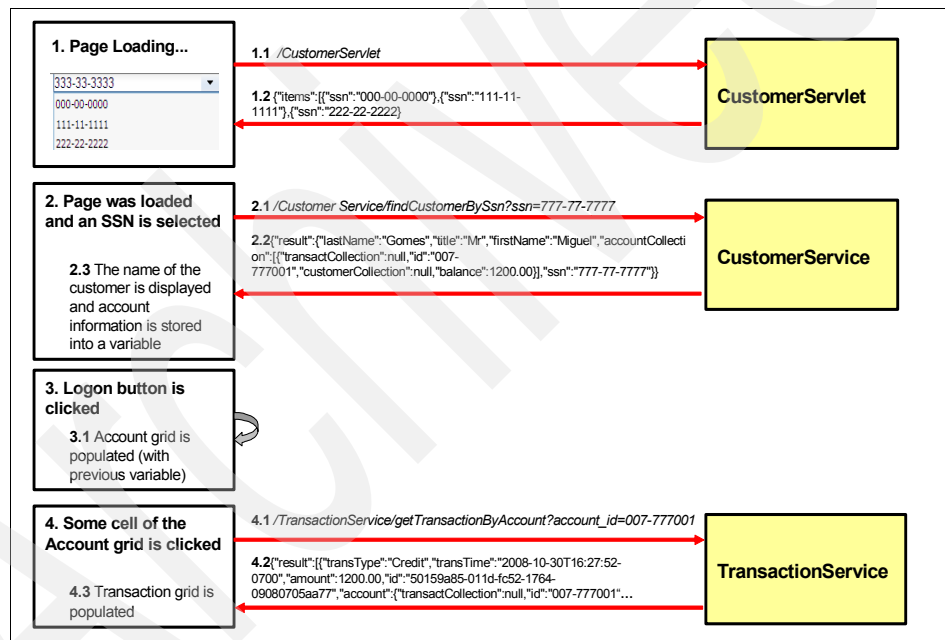 1. Page Loading...
333-33-3333
000-00-0000
111-11-1111
222-22-2222
1.1 /CustomerServlet
1.2 {"items":[{"ssn":"000-00-0000"},{"ssn":"111-11-
1111"},{"ssn":"222-22-2222}
CustomerServlet
2. Page was loaded
and an SSN is selected
2.3 The name of the
customer is displayed
and account
information is stored
into a variable
2.1 /Customer Service/findCustomerBySsn?ssn=777-77-7777
2.2{"result":{"lastName":"Gomes","title":"Mr","firstName":"Miguel","accountCollecti
on":[{"transactCollection":null,"id":"007-
777001","customerCollection":null,"balance":1200.00}],"ssn":"777-77-7777"}}
CustomerService
3. Logon button is
clicked
3.1 Account grid is
populated (with
previous variable)
4. Some cell of the
Account grid is clicked
4.3 Transaction grid is
populated
4.1 /TransactionService/getTransactionByAccount?account_id=007-777001
4.2{"result":[{"transType":"Credit","transTime":"2008-10-30T16:27:52-
0700","amount":1200.00,"id":"50159a85-011d-fc52-1764-
09080705aa77","account":{"transactCollection":null,"id":"007-777001"...
TransactionService